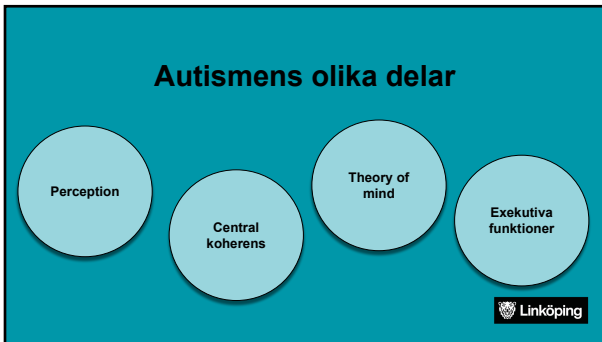 Autismens olika delar
Perception
Central
koherens
Theory of
mind
Exekutiva
funktioner
Linköping